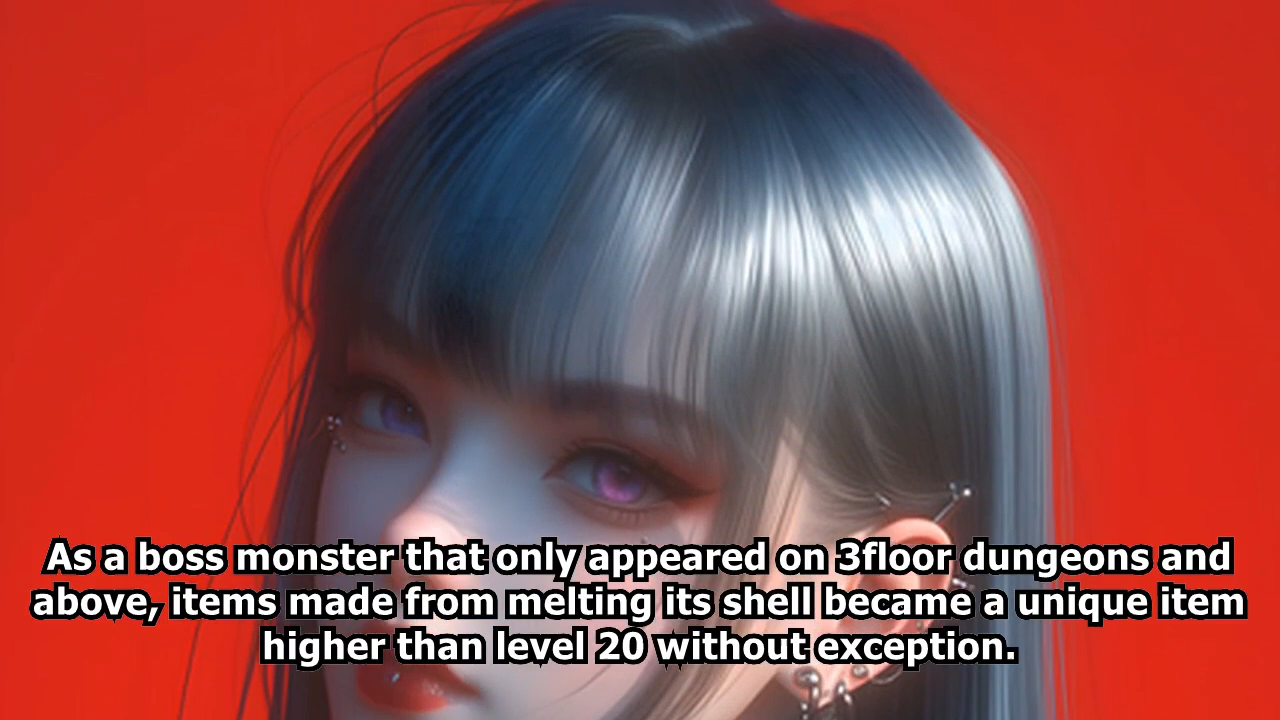 As a boss monster that only appeared on 3floor dungeons and
above, items made from melting its shell became a unique item
higher than level 20 without exception.